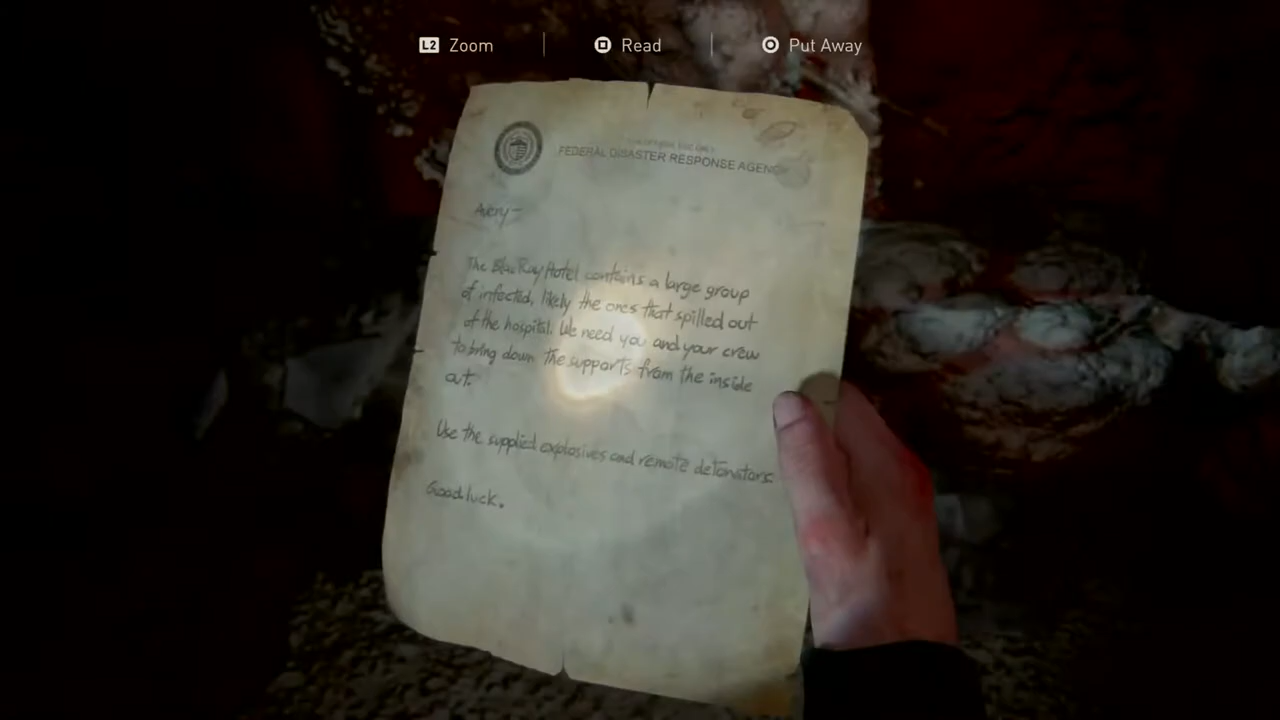 L2 Zoom
Read
Put Away
FEDERAL DISASTER RESPONSE AGENCY
Avery-
The Blue Ray Hotel contains a large group
of infected, likely the ones that spilled out
of the hospital. We need you and your crew
to bring down the supports from the inside
out.
Use the supplied explosives and remote detonators.
Good luck.